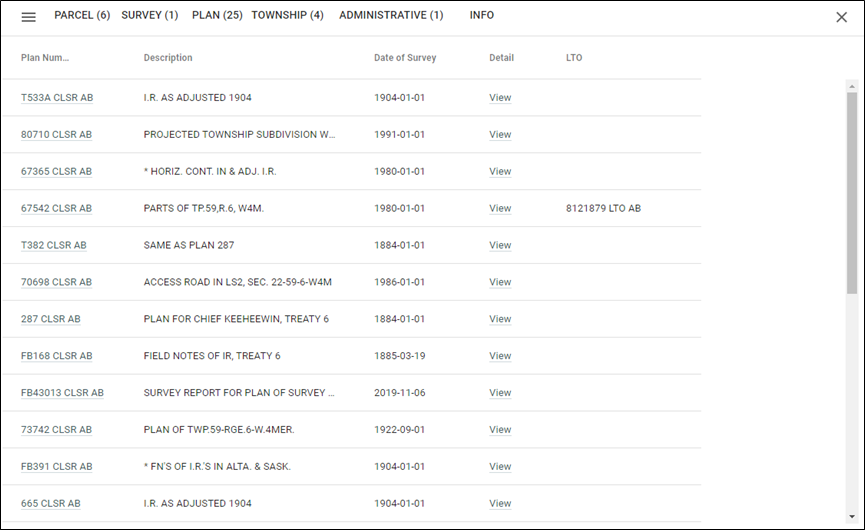 PARCEL (6) SURVEY (1) PLAN (25) TOWNSHIP (4) ADMINISTRATIVE (1) INFO
Plan Num... Description Date of Survey Detail LTO
T533A CLSR AB I.R. AS ADJUSTED 1904 1904-01-01 View
80710 CLSR AB PROJECTED TOWNSHIP SUBDIVISION W... 1991-01-01 View
67365 CLSR AB * HORIZ. CONT. IN & ADJ. I.R. 1980-01-01 View
67542 CLSR AB PARTS OF TP.59,R.6, W4M. 1980-01-01 View 8121879 LTO AB
T382 CLSR AB SAME AS PLAN 287 1884-01-01 View
70698 CLSR AB ACCESS ROAD IN LS2, SEC. 22-59-6-W4M 1986-01-01 View
287 CLSR AB PLAN FOR CHIEF KEEHEEWIN, TREATY 6 1884-01-01 View
FB168 CLSR AB FIELD NOTES OF IR, TREATY 6 1885-03-19 View
FB43013 CLSR AB SURVEY REPORT FOR PLAN OF SURVEY ... 2019-11-06 View
73742 CLSR AB PLAN OF TWP.59-RGE.6-W.4MER. 1922-09-01 View
FB391 CLSR AB * FN'S OF I.R.'S IN ALTA. & SASK. 1904-01-01 View
665 CLSR AB I.R. AS ADJUSTED 1904 1904-01-01 View